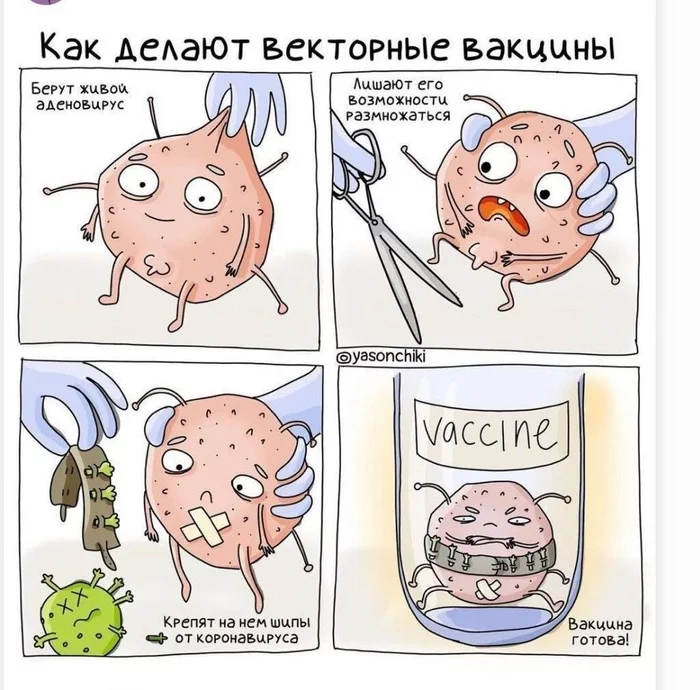 Как делают векторные вакцины
Берут живой
аденовирус
Лишают его
возможности
размножаться
@yasonchiki
Крепят на нем шипы
от коронавируса
vaccine
Вакцина
готова!